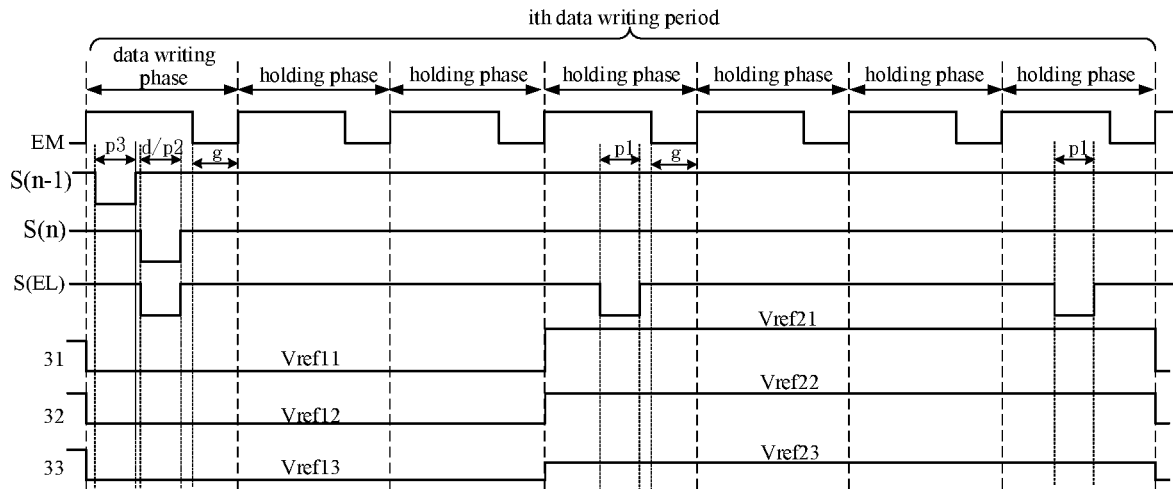 ith data writing period
data writing
phase
holding phase
holding phase
holding phase
holding phase
holding phase
holding phase
EM
p3
d/p2
g
p1
g
p1
S(n-1)
S(n)
S(EL)
Vref21
31
Vref11
Vref22
32
Vref12
33
Vref13
Vref23